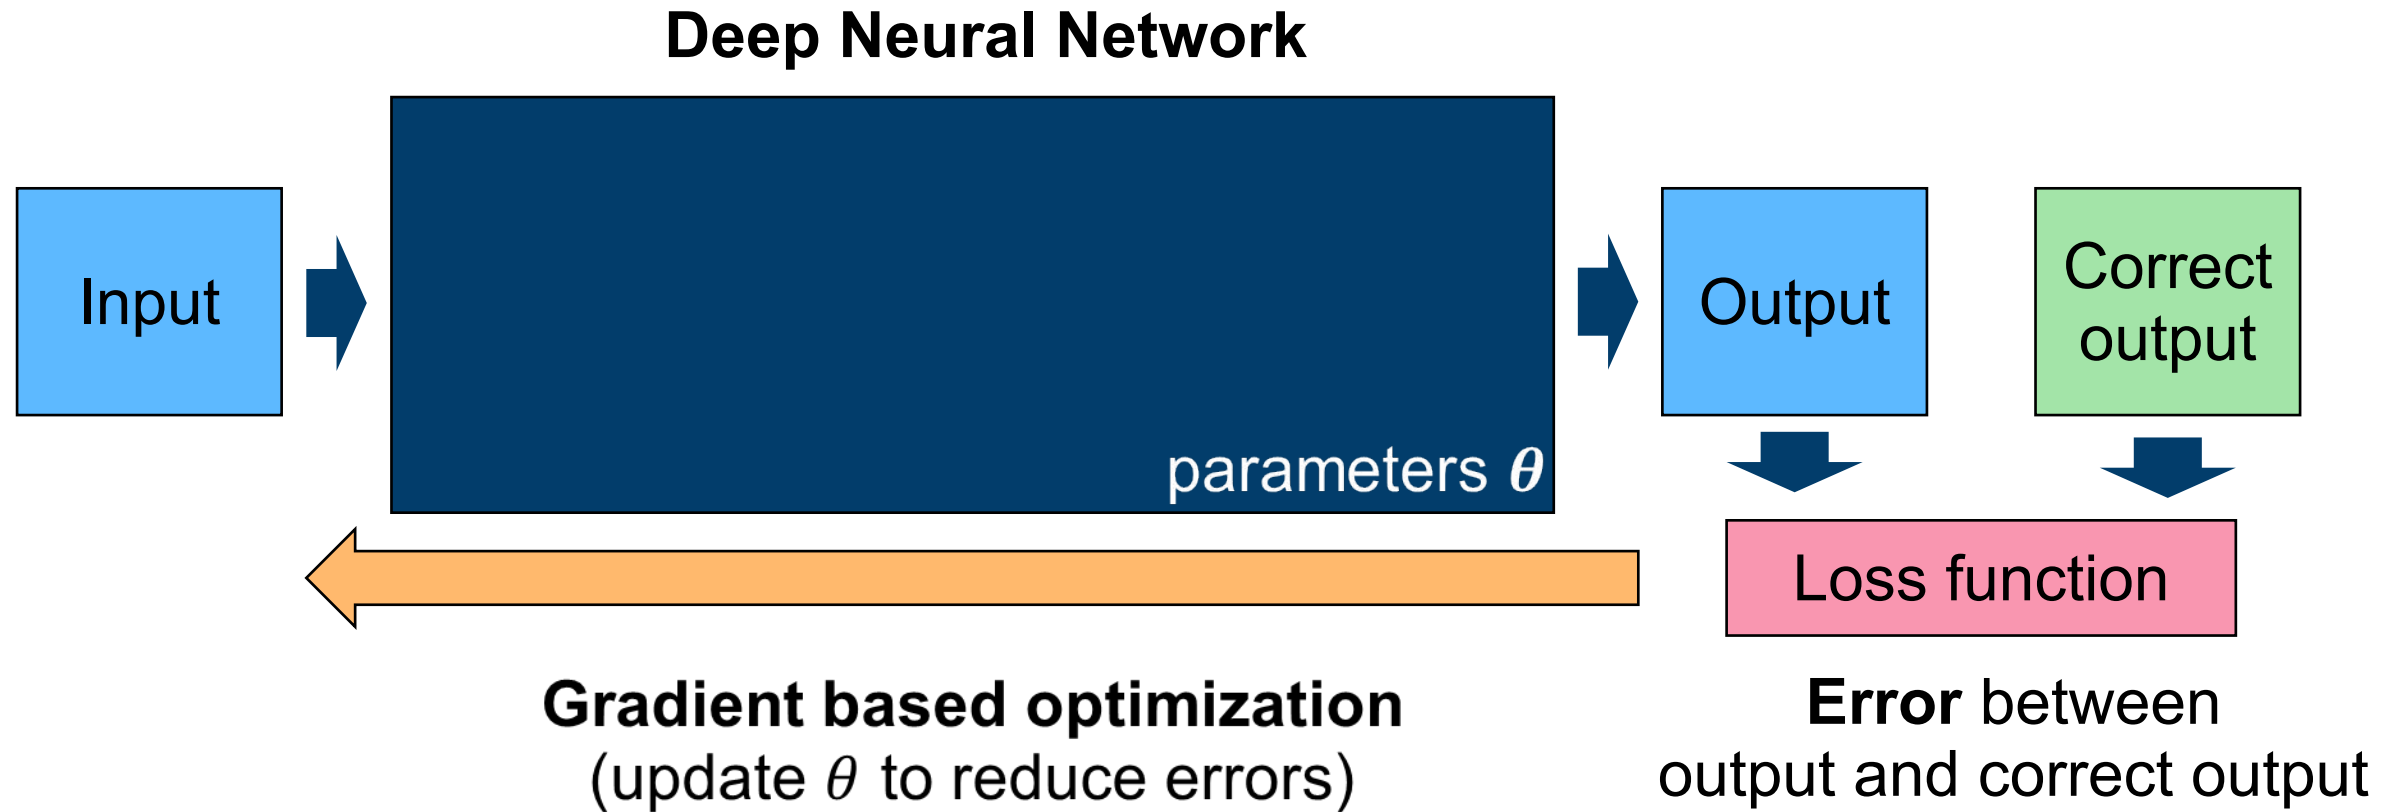 Deep Neural Network
Input
parameters θ
Output
Correct
output
Loss function
Gradient based optimization
(update θ to reduce errors)
Error between
output and correct output